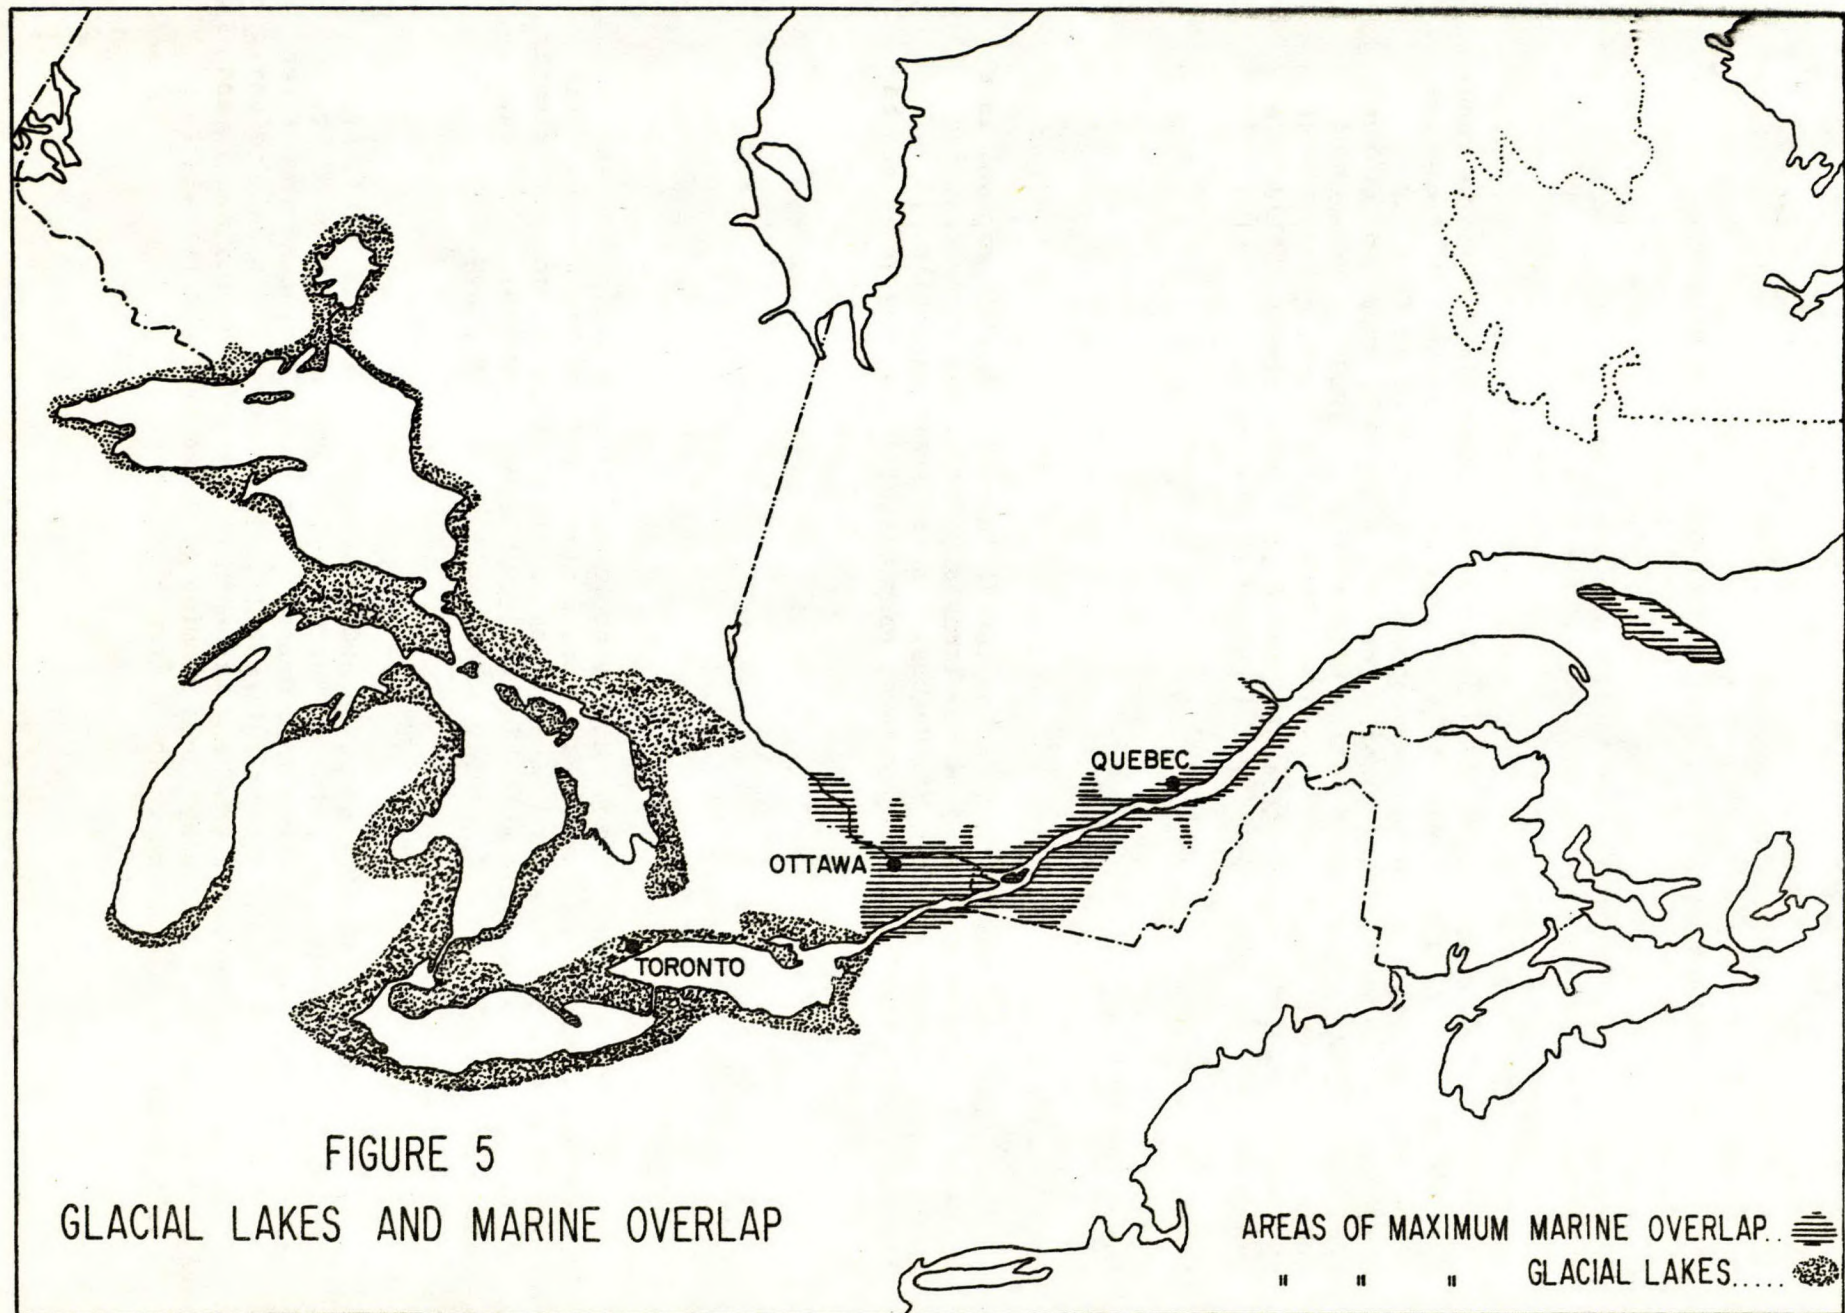 QUEBEC
OTTAWA
TORONTO
FIGURE 5
GLACIAL LAKES AND MARINE OVERLAP
AREAS OF MAXIMUM MARINE OVERLAP..
" " " GLACIAL LAKES.....